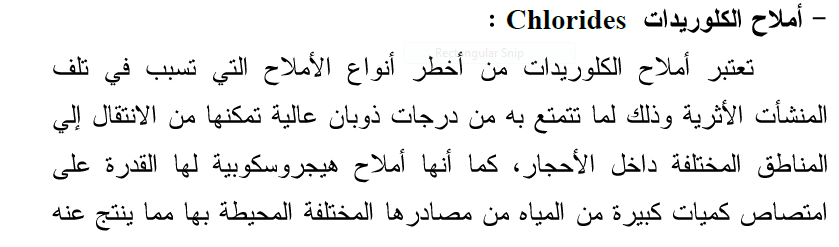 – أملاح الكلوريدات Chlorides :
Rectangular Snip
تعتبر أملاح الكلوريدات من أخطر أنواع الأملاح التي تسبب في تلف
المنشأت الأثرية وذلك لما تتمتع به من درجات ذوبان عالية تمكنها من الانتقال إلي
المناطق المختلفة داخل الأحجار، كما أنها أملاح هيجروسكوبية لها القدرة على
امتصاص كميات كبيرة من المياه من مصادرها المختلفة المحيطة بها مما ينتج عنه